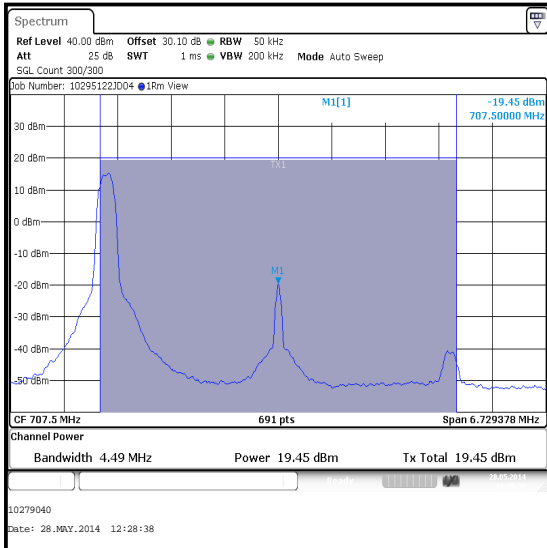 Spectrum
Ref Level 40.00 dBm Offset 30.10 dB RBW 50 kHz
Att 25 dB SWT 1 ms VBW 200 kHz Mode Auto Sweep
SGL Count 300/300
Job Number: 10295122JD04 1Rm View
M1[1] -19.45 dBm
707.50000 MHz
30 dBm
20 dBm
TX1
10 dBm
0 dBm
-10 dBm
-20 dBm
M1
-30 dBm
-40 dBm
-50 dBm
CF 707.5 MHz 691 pts Span 6.729378 MHz
Channel Power
Bandwidth 4.49 MHz Power 19.45 dBm Tx Total 19.45 dBm
Ready 28.05.2014
10279040
Date: 28.MAY.2014 12:28:38